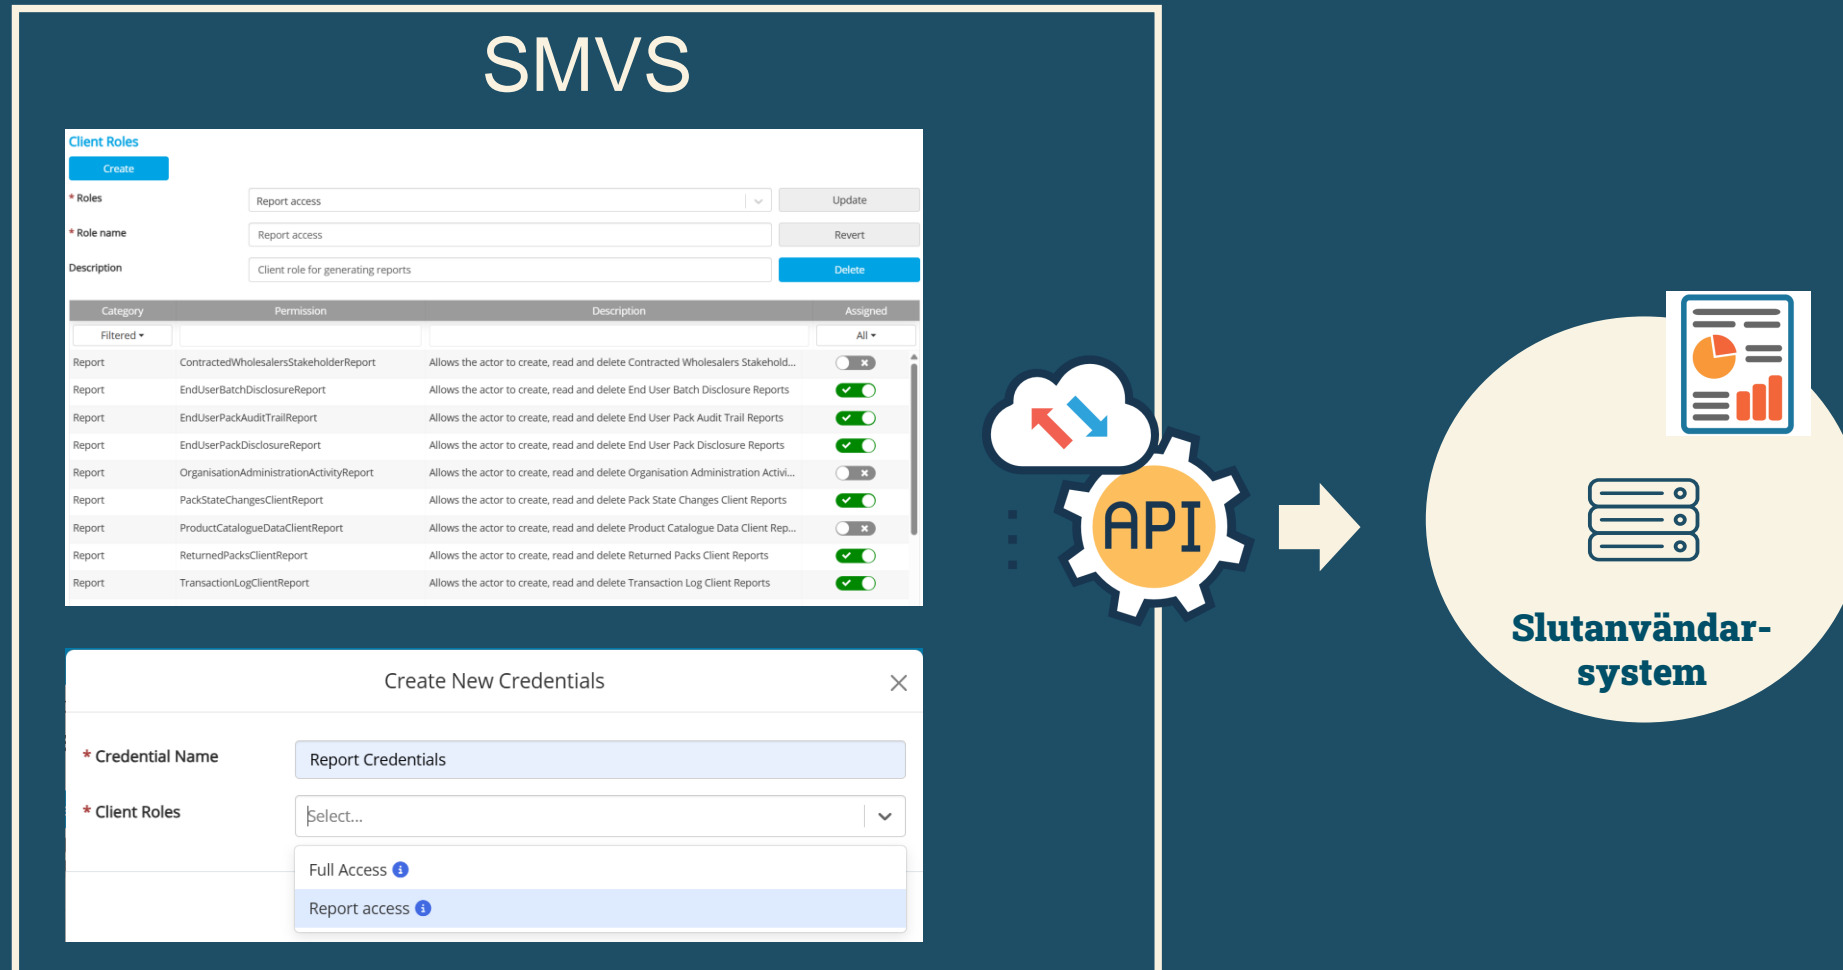 SMVS
Client Roles
Create
* Roles
Report access
Update
* Role name
Report access
Revert
Description
Client role for generating reports
Delete
Category Permission Description Assigned
Filtered All
Report ContractedWholesalersStakeholderReport Allows the actor to create, read and delete Contracted Wholesalers Stakehold...
Report EndUserBatchDisclosureReport Allows the actor to create, read and delete End User Batch Disclosure Reports
Report EndUserPackAuditTrailReport Allows the actor to create, read and delete End User Pack Audit Trail Reports
Report EndUserPackDisclosureReport Allows the actor to create, read and delete End User Pack Disclosure Reports
Report OrganisationAdministrationActivityReport Allows the actor to create, read and delete Organisation Administration Activi...
Report PackStateChangesClientReport Allows the actor to create, read and delete Pack State Changes Client Reports
Report ProductCatalogueDataClientReport Allows the actor to create, read and delete Product Catalogue Data Client Rep...
Report ReturnedPacksClientReport Allows the actor to create, read and delete Returned Packs Client Reports
Report TransactionLogClientReport Allows the actor to create, read and delete Transaction Log Client Reports
Create New Credentials
* Credential Name
Report Credentials
* Client Roles
Select...
Full Access
Report access
API
Slutanvändar-
system